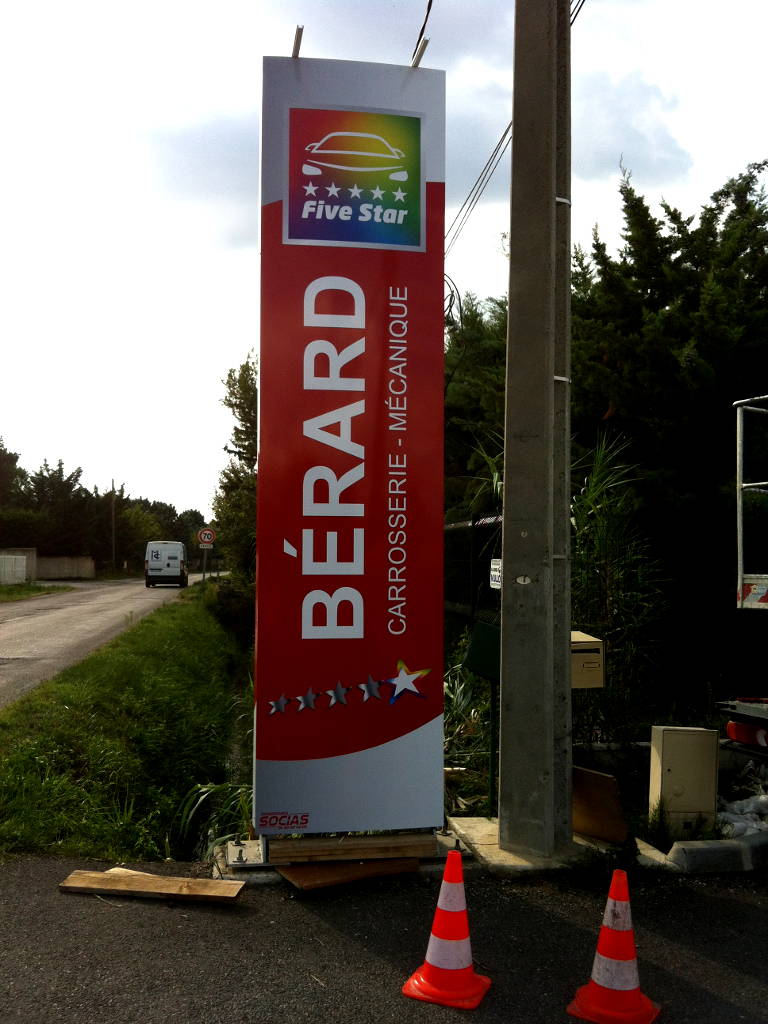 Five Star
BÉRARD
CARROSSERIE - MÉCANIQUE
SOCIAS
70